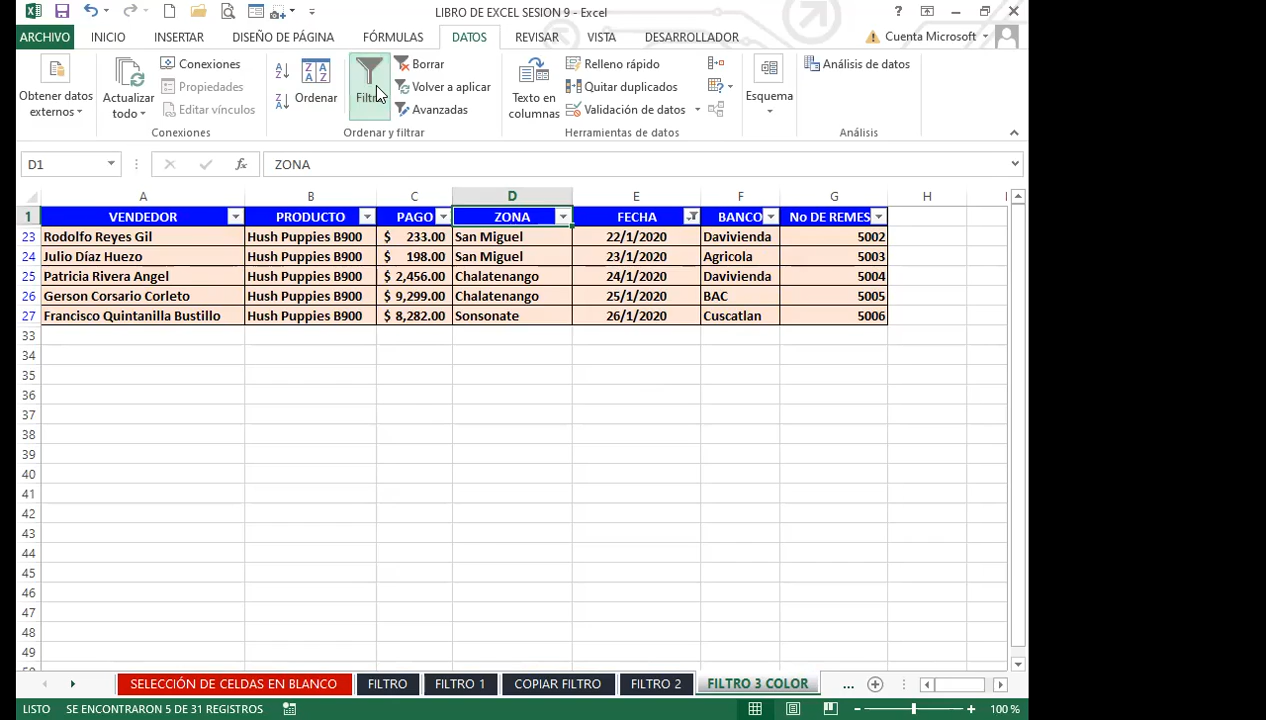 LIBRO DE EXCEL SESION 9 - Excel
ARCHIVO INICIO INSERTAR DISEÑO DE PÁGINA FÓRMULAS DATOS REVISAR VISTA DESARROLLADOR Cuenta Microsoft
Obtener datos externos
Actualizar todo
Conexiones
Propiedades
Editar vínculos
Conexiones
Ordenar
Filtro
Borrar
Volver a aplicar
Avanzadas
Ordenar y filtrar
Texto en columnas
Relleno rápido
Quitar duplicados
Validación de datos
Herramientas de datos
Esquema
Análisis de datos
Análisis
D1 fx ZONA
A B C D E F G H I
1 VENDEDOR PRODUCTO PAGO ZONA FECHA BANCO No DE REMES
23 Rodolfo Reyes Gil Hush Puppies B900 $ 233.00 San Miguel 22/1/2020 Davivienda 5002
24 Julio Díaz Huezo Hush Puppies B900 $ 198.00 San Miguel 23/1/2020 Agricola 5003
25 Patricia Rivera Angel Hush Puppies B900 $ 2,456.00 Chalatenango 24/1/2020 Davivienda 5004
26 Gerson Corsario Corleto Hush Puppies B900 $ 9,299.00 Chalatenango 25/1/2020 BAC 5005
27 Francisco Quintanilla Bustillo Hush Puppies B900 $ 8,282.00 Sonsonate 26/1/2020 Cuscatlan 5006
33
34
35
36
37
38
39
40
41
42
43
44
45
46
47
48
49
SELECCIÓN DE CELDAS EN BLANCO FILTRO FILTRO 1 COPIAR FILTRO FILTRO 2 FILTRO 3 COLOR ...
LISTO SE ENCONTRARON 5 DE 31 REGISTROS 100 %